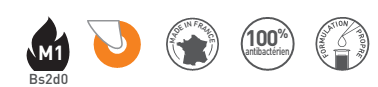 M1
Bs2d0
MADE IN FRANCE
100%
antibactérien
FORMULATION PROPRE